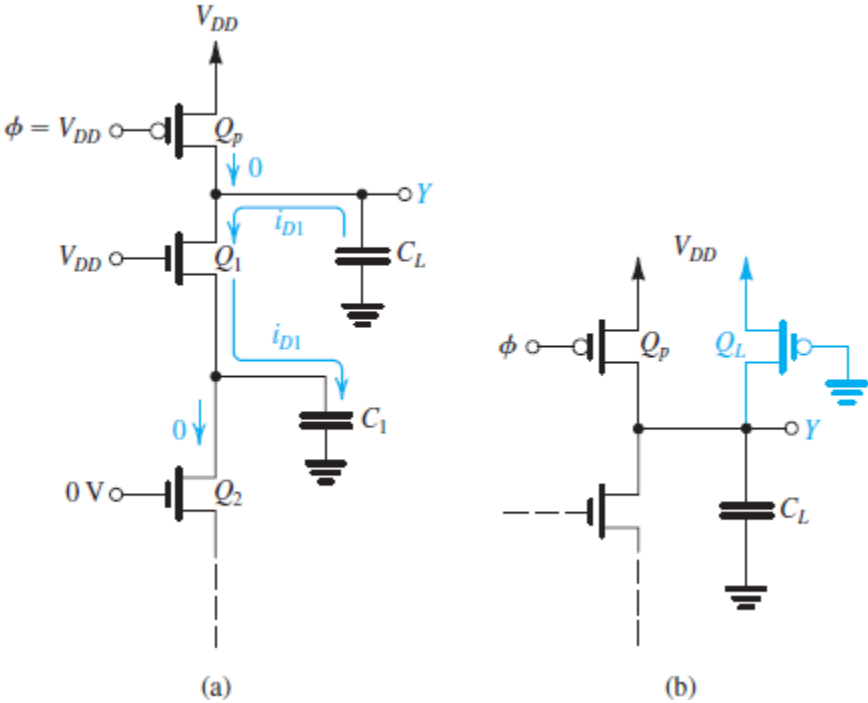 V_DD
φ = V_DD
Q_p
0
Y
i_D1
V_DD
Q_1
C_L
i_D1
0
C_1
0 V
Q_2
(a)
V_DD
φ
Q_p
Q_L
Y
C_L
(b)